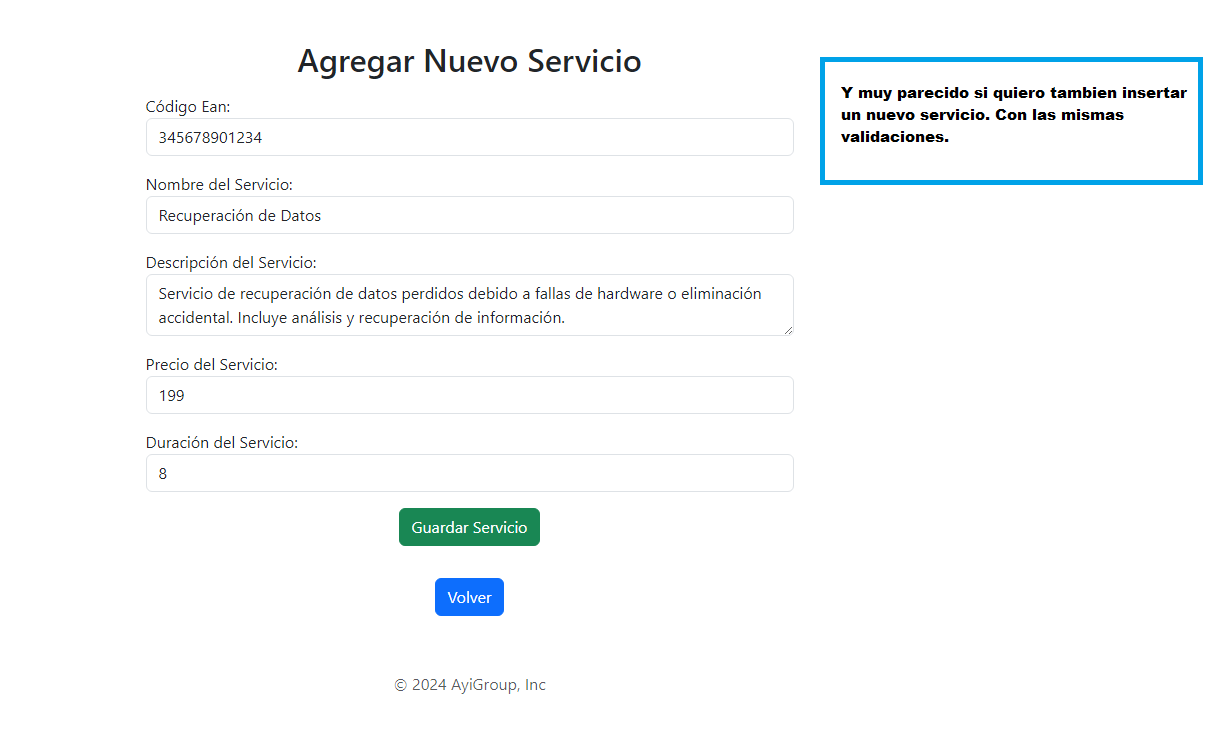 Agregar Nuevo Servicio
Código Ean:
345678901234
Nombre del Servicio:
Recuperación de Datos
Descripción del Servicio:
Servicio de recuperación de datos perdidos debido a fallas de hardware o eliminación
accidental. Incluye análisis y recuperación de información.
Precio del Servicio:
199
Duración del Servicio:
8
Guardar Servicio
Volver
© 2024 AyiGroup, Inc
Y muy parecido si quiero tambien insertar
un nuevo servicio. Con las mismas
validaciones.